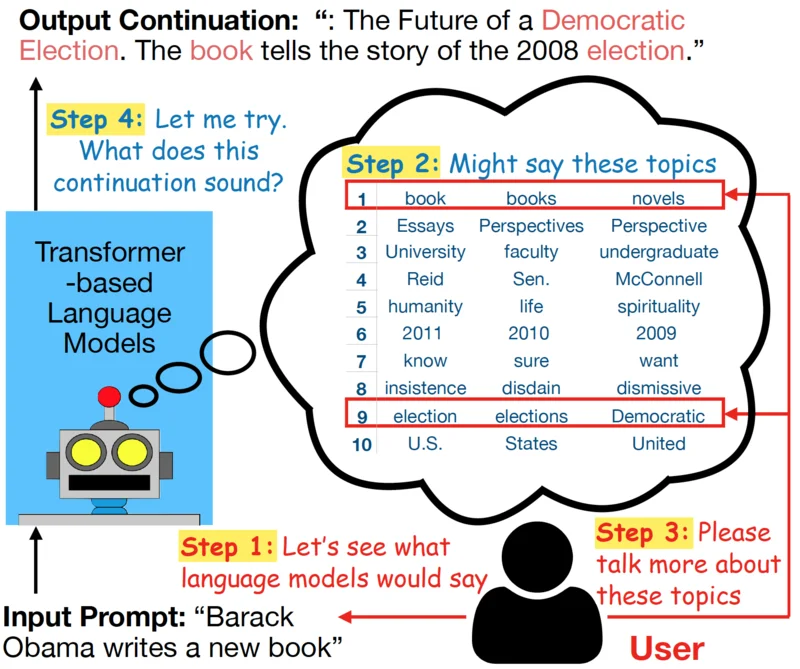 Output Continuation: “: The Future of a Democratic
Election. The book tells the story of the 2008 election.”
Step 4: Let me try.
What does this
continuation sound?
Step 2: Might say these topics
1 book books novels
2 Essays Perspectives Perspective
3 University faculty undergraduate
4 Reid Sen. McConnell
5 humanity life spirituality
6 2011 2010 2009
7 know sure want
8 insistence disdain dismissive
9 election elections Democratic
10 U.S. States United
Transformer
-based
Language
Models
Step 1: Let’s see what
language models would say
Step 3: Please
talk more about
these topics
Input Prompt: “Barack
Obama writes a new book”
User